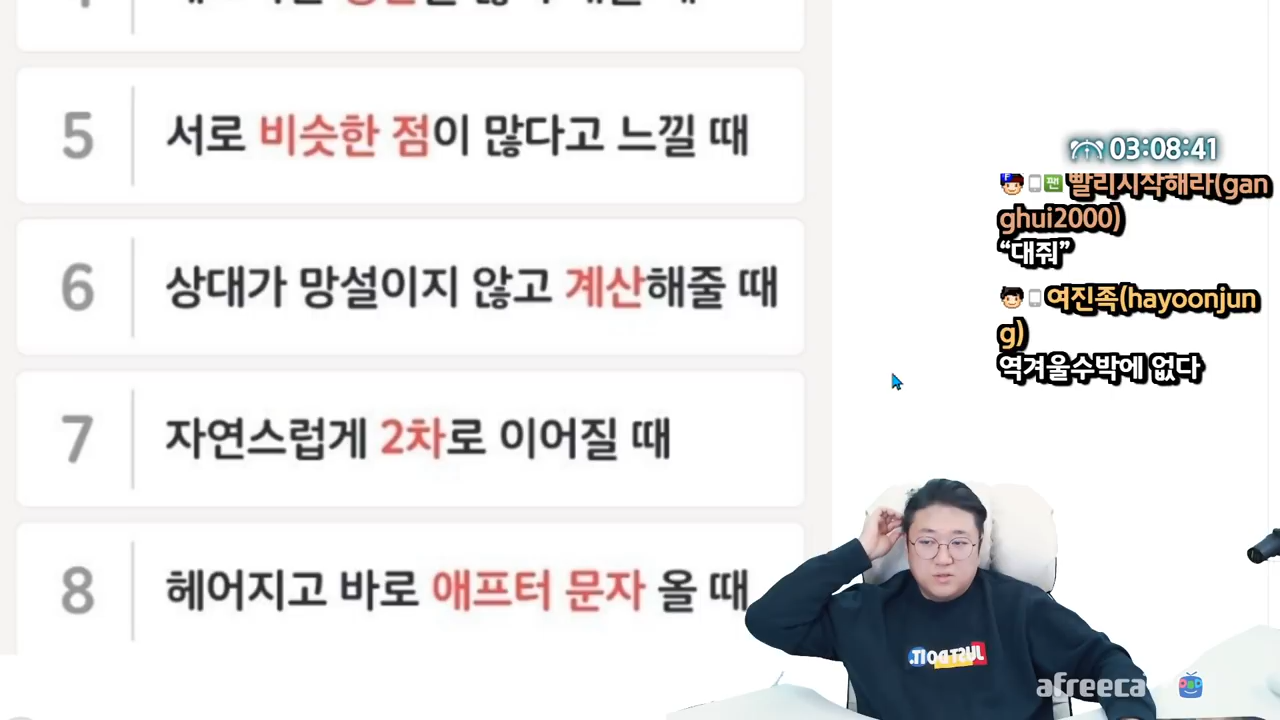 5
서로 비슷한 점이 많다고 느낄 때
6
상대가 망설이지 않고 계산해줄 때
7
자연스럽게 2차로 이어질 때
8
헤어지고 바로 애프터 문자 올 때
03:08:41
팬 빨리시작해라(gan
ghui2000)
“대줘”
여진족(hayoonjun
g)
역겨울수박에 없다
JUST DO IT.
afreeca